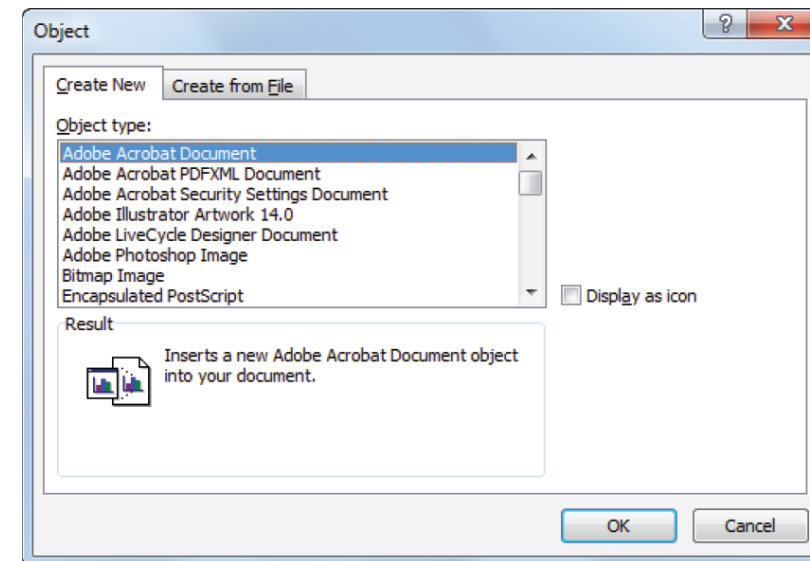 Object
?
X
Create New
Create from File
Object type:
Adobe Acrobat Document
Adobe Acrobat PDFXML Document
Adobe Acrobat Security Settings Document
Adobe Illustrator Artwork 14.0
Adobe LiveCycle Designer Document
Adobe Photoshop Image
Bitmap Image
Encapsulated PostScript
Display as icon
Result
Inserts a new Adobe Acrobat Document object
into your document.
OK
Cancel